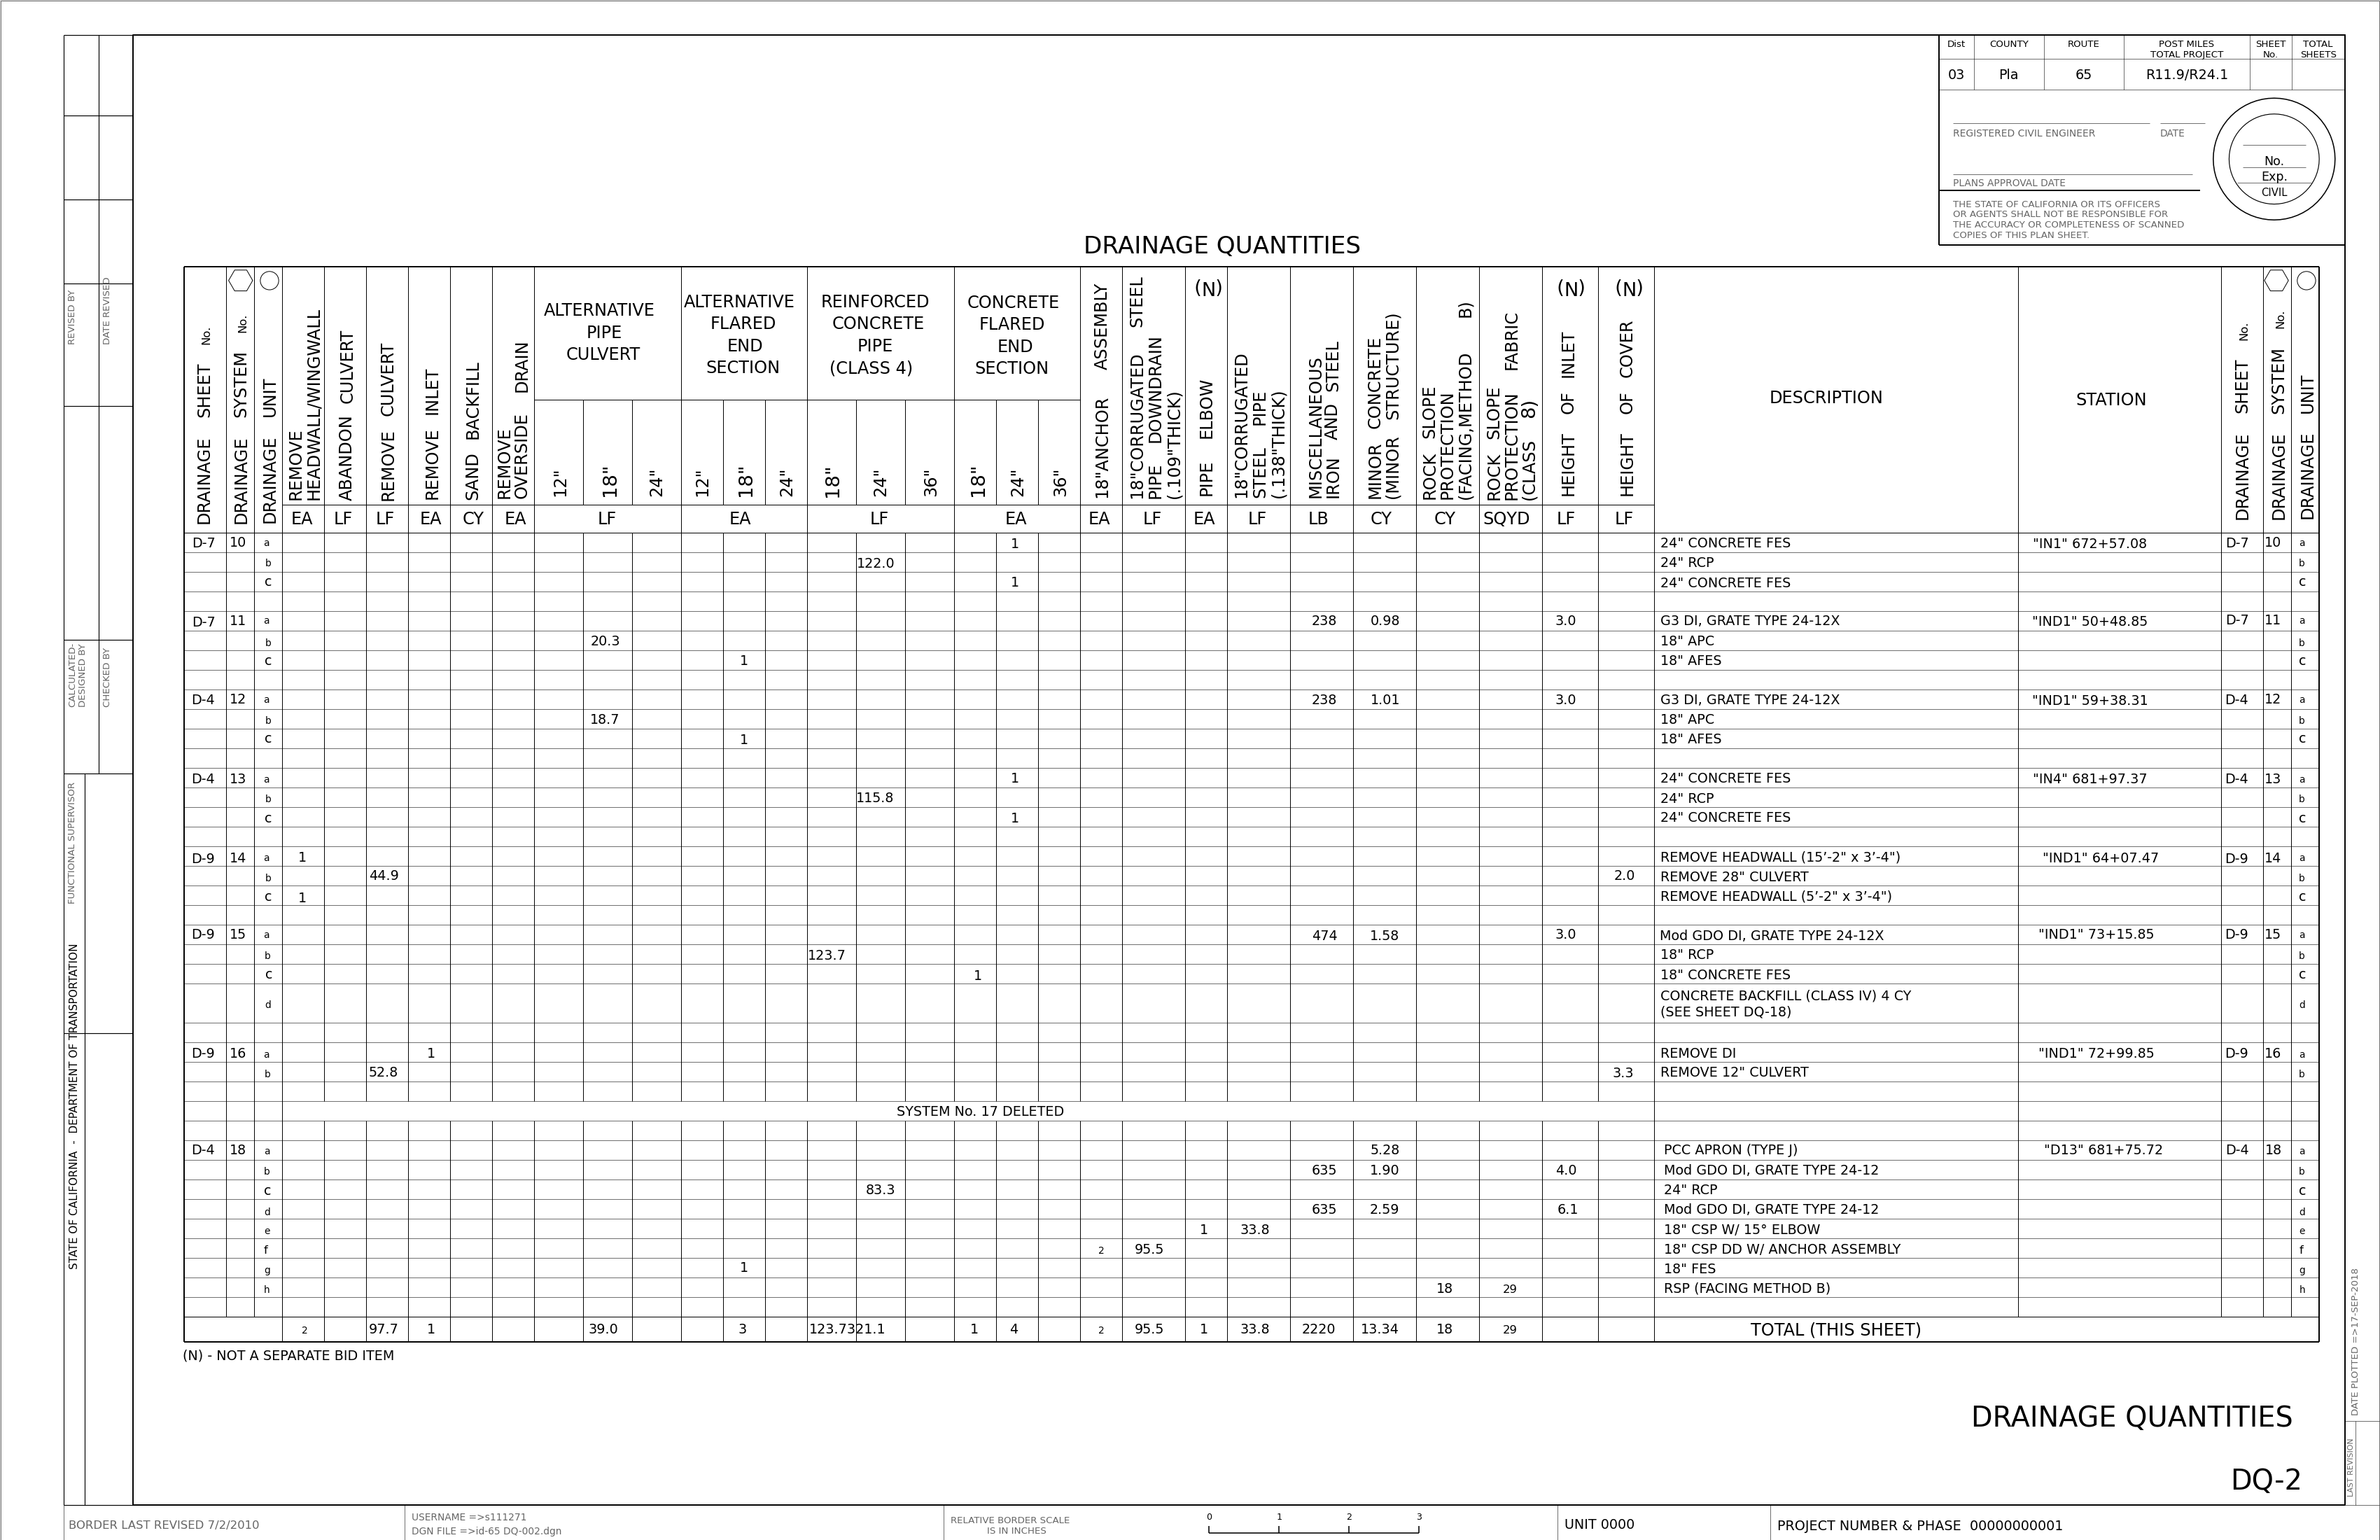 Dist COUNTY ROUTE POST MILES TOTAL PROJECT SHEET No. TOTAL SHEETS
03 Pla 65 R11.9/R24.1
REGISTERED CIVIL ENGINEER DATE
PLANS APPROVAL DATE
No.
Exp.
CIVIL
THE STATE OF CALIFORNIA OR ITS OFFICERS
OR AGENTS SHALL NOT BE RESPONSIBLE FOR
THE ACCURACY OR COMPLETENESS OF SCANNED
COPIES OF THIS PLAN SHEET.
REVISED BY
DATE REVISED
CALCULATED-
DESIGNED BY
CHECKED BY
FUNCTIONAL SUPERVISOR
STATE OF CALIFORNIA - DEPARTMENT OF TRANSPORTATION
DRAINAGE QUANTITIES
DRAINAGE SHEET No.
DRAINAGE SYSTEM No.
DRAINAGE UNIT
REMOVE
HEADWALL/WINGWALL
ABANDON CULVERT
REMOVE CULVERT
REMOVE INLET
SAND BACKFILL
REMOVE
OVERSIDE DRAIN
ALTERNATIVE
PIPE
CULVERT
12" 18" 24"
ALTERNATIVE
FLARED
END
SECTION
12" 18" 24"
REINFORCED
CONCRETE
PIPE
(CLASS 4)
18" 24" 36"
CONCRETE
FLARED
END
SECTION
18" 24" 36"
18"ANCHOR ASSEMBLY
18"CORRUGATED STEEL
PIPE DOWNDRAIN
(.109"THICK)
PIPE ELBOW (N)
18"CORRUGATED
STEEL PIPE
(.138"THICK)
MISCELLANEOUS
IRON AND STEEL
MINOR CONCRETE
(MINOR STRUCTURE)
ROCK SLOPE
PROTECTION
(FACING,METHOD B)
ROCK SLOPE
PROTECTION FABRIC
(CLASS 8)
HEIGHT OF INLET (N)
HEIGHT OF COVER (N)
DESCRIPTION
STATION
DRAINAGE SHEET No.
DRAINAGE SYSTEM No.
DRAINAGE UNIT
EA LF LF EA CY EA LF EA LF EA EA LF EA LF LB CY CY SQYD LF LF
D-7 10 a 1 24" CONCRETE FES "IN1" 672+57.08 D-7 10 a
b 122.0 24" RCP b
c 1 24" CONCRETE FES c
D-7 11 a 238 0.98 3.0 G3 DI, GRATE TYPE 24-12X "IND1" 50+48.85 D-7 11 a
b 20.3 18" APC b
c 1 18" AFES c
D-4 12 a 238 1.01 3.0 G3 DI, GRATE TYPE 24-12X "IND1" 59+38.31 D-4 12 a
b 18.7 18" APC b
c 1 18" AFES c
D-4 13 a 1 24" CONCRETE FES "IN4" 681+97.37 D-4 13 a
b 115.8 24" RCP b
c 1 24" CONCRETE FES c
D-9 14 a 1 REMOVE HEADWALL (15’-2" x 3’-4") "IND1" 64+07.47 D-9 14 a
b 44.9 2.0 REMOVE 28" CULVERT b
c 1 REMOVE HEADWALL (5’-2" x 3’-4") c
D-9 15 a 474 1.58 3.0 Mod GDO DI, GRATE TYPE 24-12X "IND1" 73+15.85 D-9 15 a
b 123.7 18" RCP b
c 1 18" CONCRETE FES c
d CONCRETE BACKFILL (CLASS IV) 4 CY d
(SEE SHEET DQ-18)
D-9 16 a 1 REMOVE DI "IND1" 72+99.85 D-9 16 a
b 52.8 3.3 REMOVE 12" CULVERT b
SYSTEM No. 17 DELETED
D-4 18 a 5.28 PCC APRON (TYPE J) "D13" 681+75.72 D-4 18 a
b 635 1.90 4.0 Mod GDO DI, GRATE TYPE 24-12 b
c 83.3 24" RCP c
d 635 2.59 6.1 Mod GDO DI, GRATE TYPE 24-12 d
e 1 33.8 18" CSP W/ 15° ELBOW e
f 2 95.5 18" CSP DD W/ ANCHOR ASSEMBLY f
g 1 18" FES g
h 18 29 RSP (FACING METHOD B) h
2 97.7 1 39.0 3 123.7 321.1 1 4 2 95.5 1 33.8 2220 13.34 18 29 TOTAL (THIS SHEET)
(N) - NOT A SEPARATE BID ITEM
DRAINAGE QUANTITIES
DQ-2
DATE PLOTTED =>17-SEP-2018
LAST REVISION
BORDER LAST REVISED 7/2/2010
USERNAME =>s111271
DGN FILE =>id-65 DQ-002.dgn
RELATIVE BORDER SCALE
IS IN INCHES
0 1 2 3
UNIT 0000
PROJECT NUMBER & PHASE 00000000001